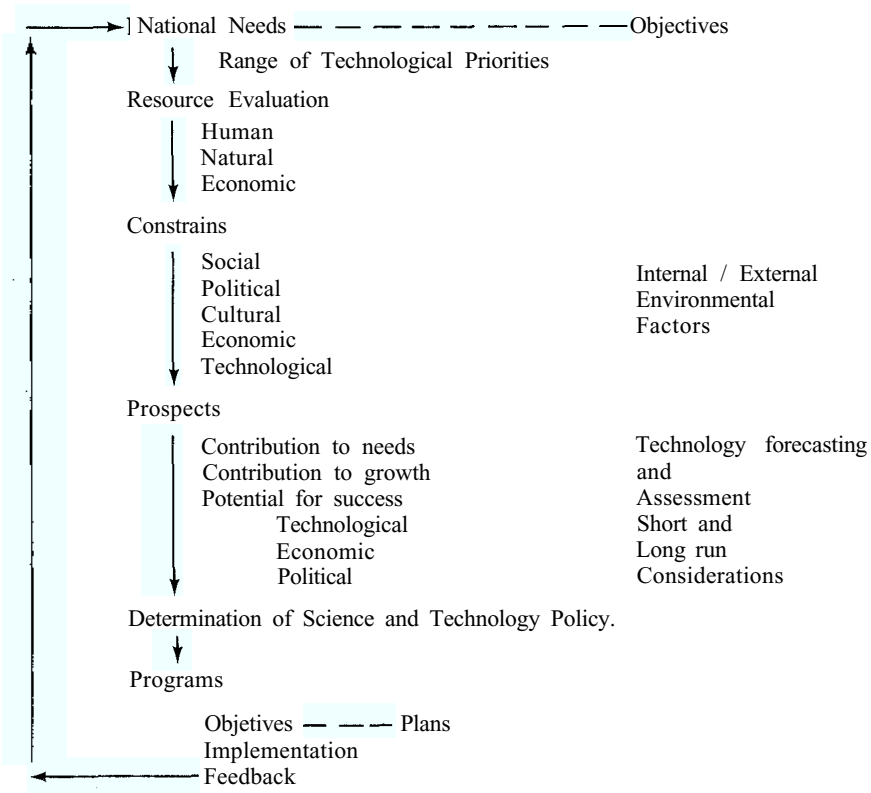 National Needs Objectives
Range of Technological Priorities
Resource Evaluation
Human
Natural
Economic
Constrains
Social
Political
Cultural
Economic
Technological
Internal / External
Environmental
Factors
Prospects
Contribution to needs
Contribution to growth
Potential for success
Technological
Economic
Political
Technology forecasting
and
Assessment
Short and
Long run
Considerations
Determination of Science and Technology Policy.
Programs
Objetives Plans
Implementation
Feedback